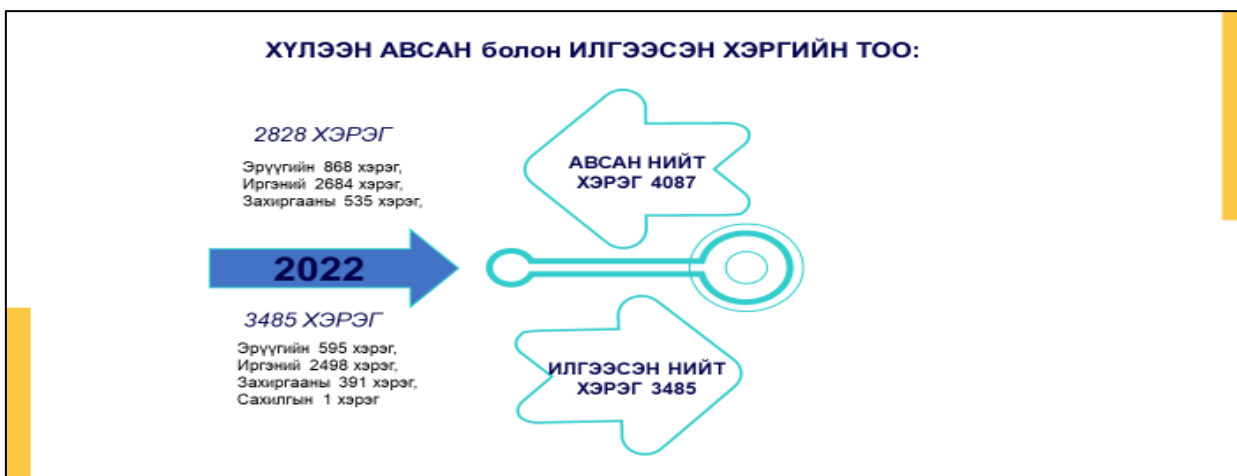 ХҮЛЭЭН АВСАН болон ИЛГЭЭСЭН ХЭРГИЙН ТОО:
2828 ХЭРЭГ
Эрүүгийн 868 хэрэг,
Иргэний 2684 хэрэг,
Захиргааны 535 хэрэг,
АВСАН НИЙТ
ХЭРЭГ 4087
2022
3485 ХЭРЭГ
Эрүүгийн 595 хэрэг,
Иргэний 2498 хэрэг,
Захиргааны 391 хэрэг,
Сахилгын 1 хэрэг
ИЛГЭЭСЭН НИЙТ
ХЭРЭГ 3485